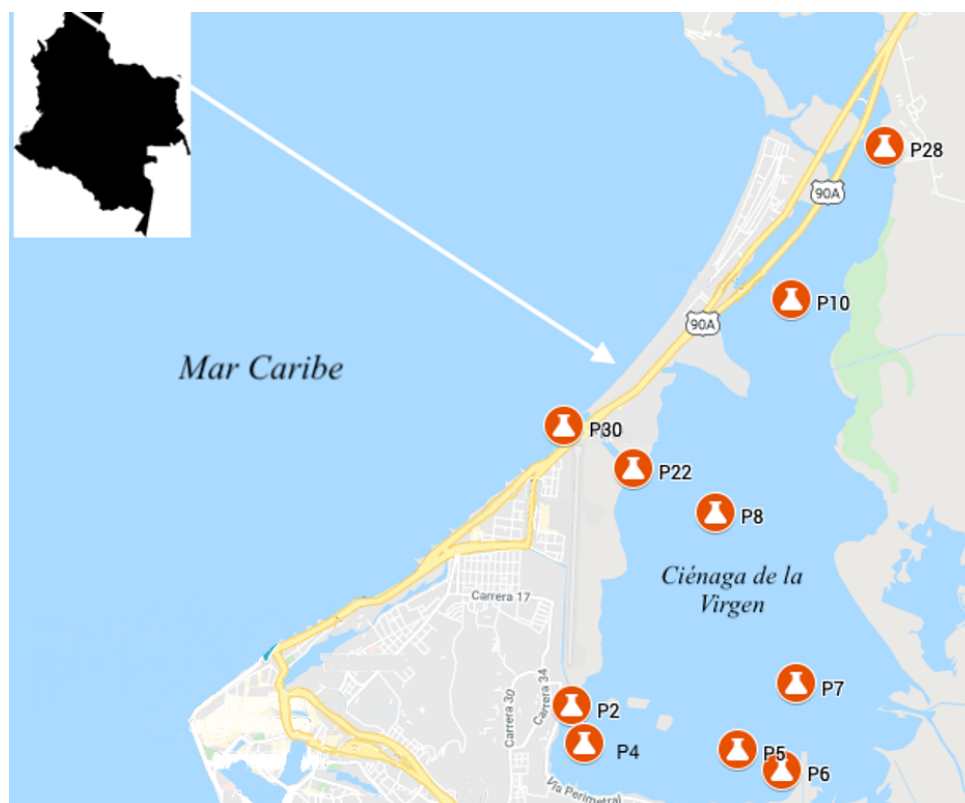 P28
90A
P10
90A
Mar Caribe
P30
P22
P8
Ciénaga de la
Virgen
Carrera 17
P7
Carrera 34
Carrera 30
P2
P4
P5
P6
Vía Perimetral